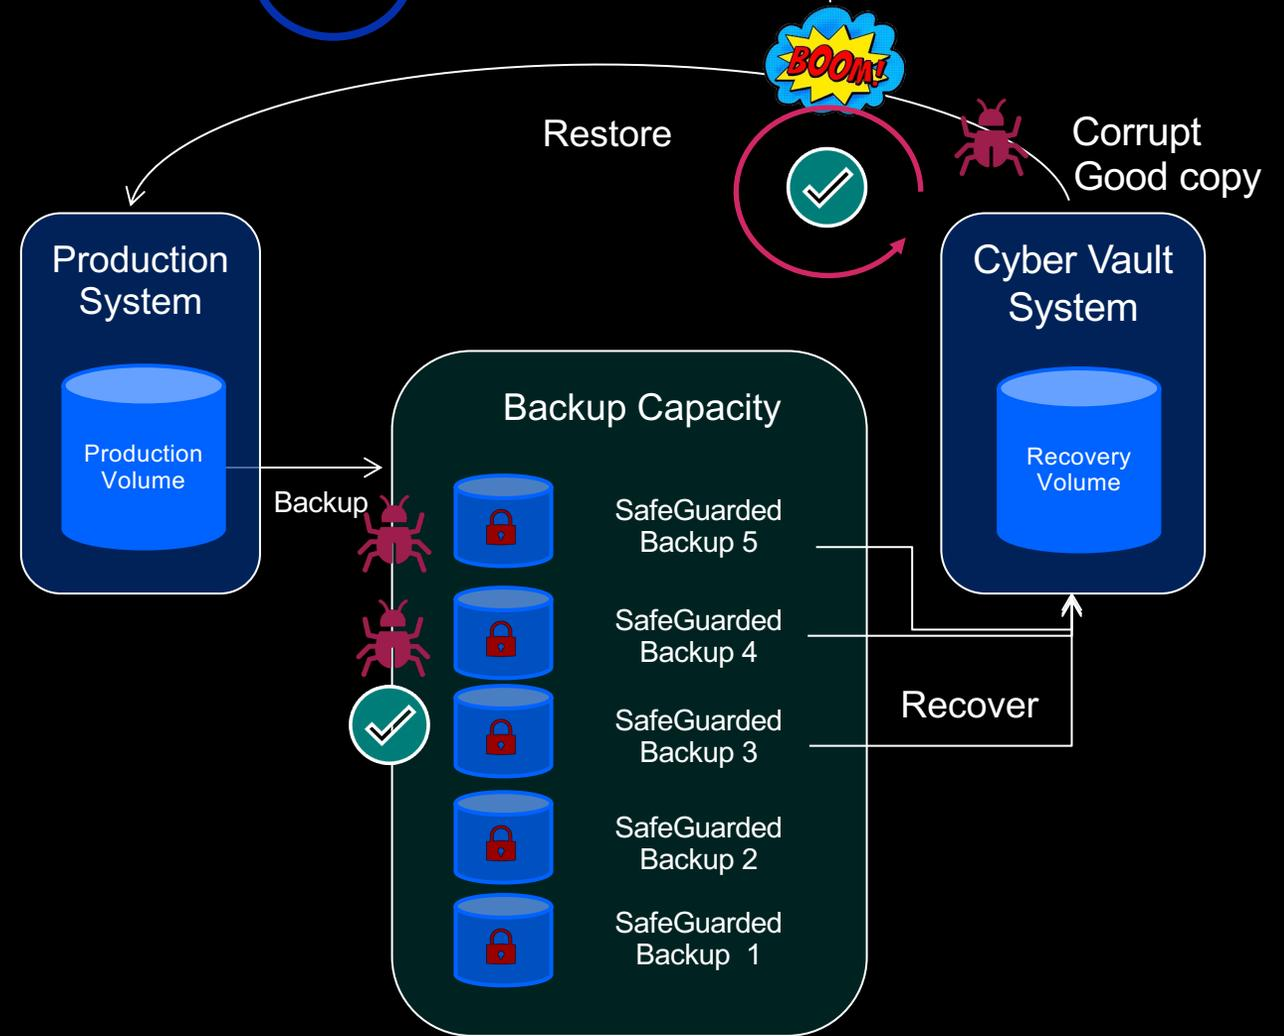 BOOM!
Restore
Corrupt
Good copy
Production
System
Cyber Vault
System
Production
Volume
Backup
Backup Capacity
SafeGuarded
Backup 5
SafeGuarded
Backup 4
SafeGuarded
Backup 3
SafeGuarded
Backup 2
SafeGuarded
Backup 1
Recovery
Volume
Recover